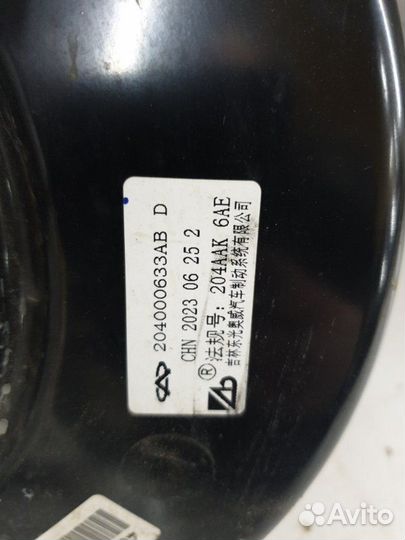 204000633AB D
CHN 2023 06 25 2
®法规号: 204AAK 6AE
吉林东光奥威汽车制动系统有限公司
Avito